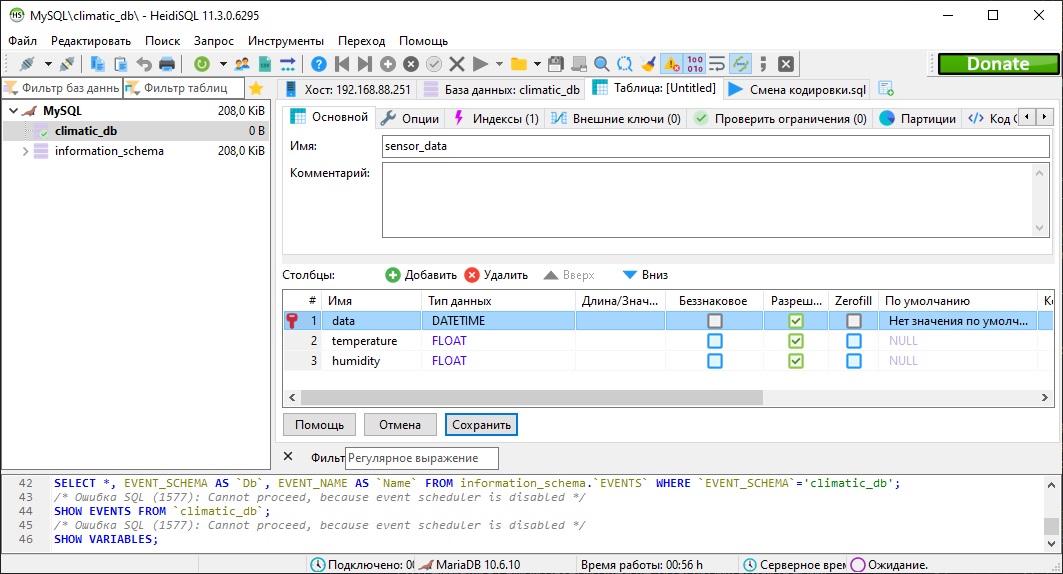 MySQL\climatic_db\ - HeidiSQL 11.3.0.6295
Файл Редактировать Поиск Запрос Инструменты Переход Помощь
Donate
Фильтр баз данн Фильтр таблиц Хост: 192.168.88.251 База данных: climatic_db Таблица: [Untitled] Смена кодировки.sql
MySQL 208,0 KiB
climatic_db 0 B
information_schema 208,0 KiB
Основной Опции Индексы (1) Внешние ключи (0) Проверить ограничения (0) Партиции Код C
Имя: sensor_data
Комментарий:
Столбцы: Добавить Удалить Вверх Вниз
# Имя Тип данных Длина/Знач... Беззнаковое Разреш... Zerofill По умолчанию
1 data DATETIME Нет значения по умолч...
2 temperature FLOAT NULL
3 humidity FLOAT NULL
Помощь Отмена Сохранить
Фильт Регулярное выражение
42 SELECT *, EVENT_SCHEMA AS `Db`, EVENT_NAME AS `Name` FROM information_schema.`EVENTS` WHERE `EVENT_SCHEMA`='climatic_db';
43 /* Ошибка SQL (1577): Cannot proceed, because event scheduler is disabled */
44 SHOW EVENTS FROM `climatic_db`;
45 /* Ошибка SQL (1577): Cannot proceed, because event scheduler is disabled */
46 SHOW VARIABLES;
Подключено: 00 MariaDB 10.6.10 Время работы: 00:56 h Серверное врем Ожидание.